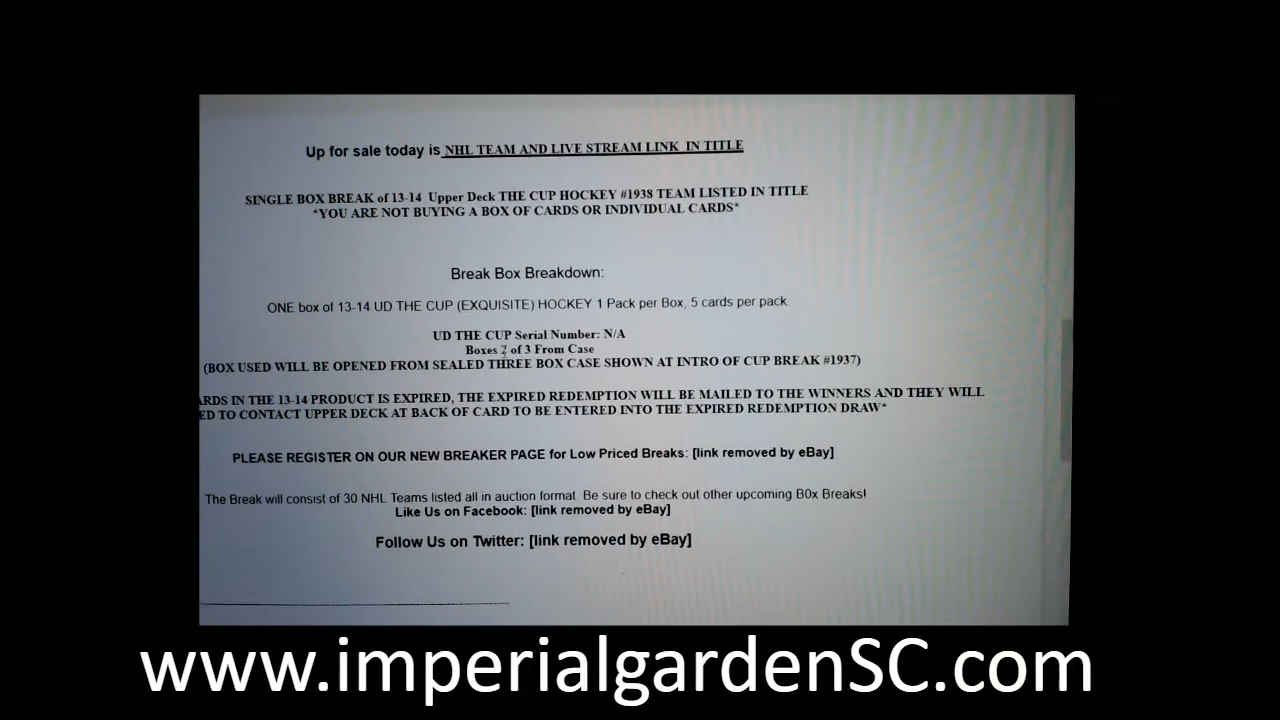 Up for sale today is NHL TEAM AND LIVE STREAM LINK IN TITLE
SINGLE BOX BREAK of 13-14 Upper Deck THE CUP HOCKEY #1938 TEAM LISTED IN TITLE
*YOU ARE NOT BUYING A BOX OF CARDS OR INDIVIDUAL CARDS*
Break Box Breakdown:
ONE box of 13-14 UD THE CUP (EXQUISITE) HOCKEY 1 Pack per Box, 5 cards per pack.
UD THE CUP Serial Number: N/A
Boxes 2 of 3 From Case
(BOX USED WILL BE OPENED FROM SEALED THREE BOX CASE SHOWN AT INTRO OF CUP BREAK #1937)
ARDS IN THE 13-14 PRODUCT IS EXPIRED, THE EXPIRED REDEMPTION WILL BE MAILED TO THE WINNERS AND THEY WILL
ED TO CONTACT UPPER DECK AT BACK OF CARD TO BE ENTERED INTO THE EXPIRED REDEMPTION DRAW*
PLEASE REGISTER ON OUR NEW BREAKER PAGE for Low Priced Breaks: [link removed by eBay]
The Break will consist of 30 NHL Teams listed all in auction format. Be sure to check out other upcoming B0x Breaks!
Like Us on Facebook: [link removed by eBay]
Follow Us on Twitter: [link removed by eBay]
www.imperialgardenSC.com